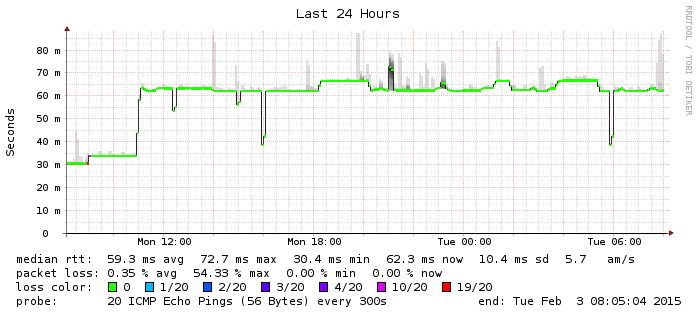 Last 24 Hours
RRDTOOL / TOBI OETIKER
Seconds
80 m
70 m
60 m
50 m
40 m
30 m
20 m
10 m
0
Mon 12:00 Mon 18:00 Tue 00:00 Tue 06:00
median rtt: 59.3 ms avg 72.7 ms max 30.4 ms min 62.3 ms now 10.4 ms sd 5.7 am/s
packet loss: 0.35 % avg 54.33 % max 0.00 % min 0.00 % now
loss color: 0 1/20 2/20 3/20 4/20 10/20 19/20
probe: 20 ICMP Echo Pings (56 Bytes) every 300s end: Tue Feb 3 08:05:04 2015